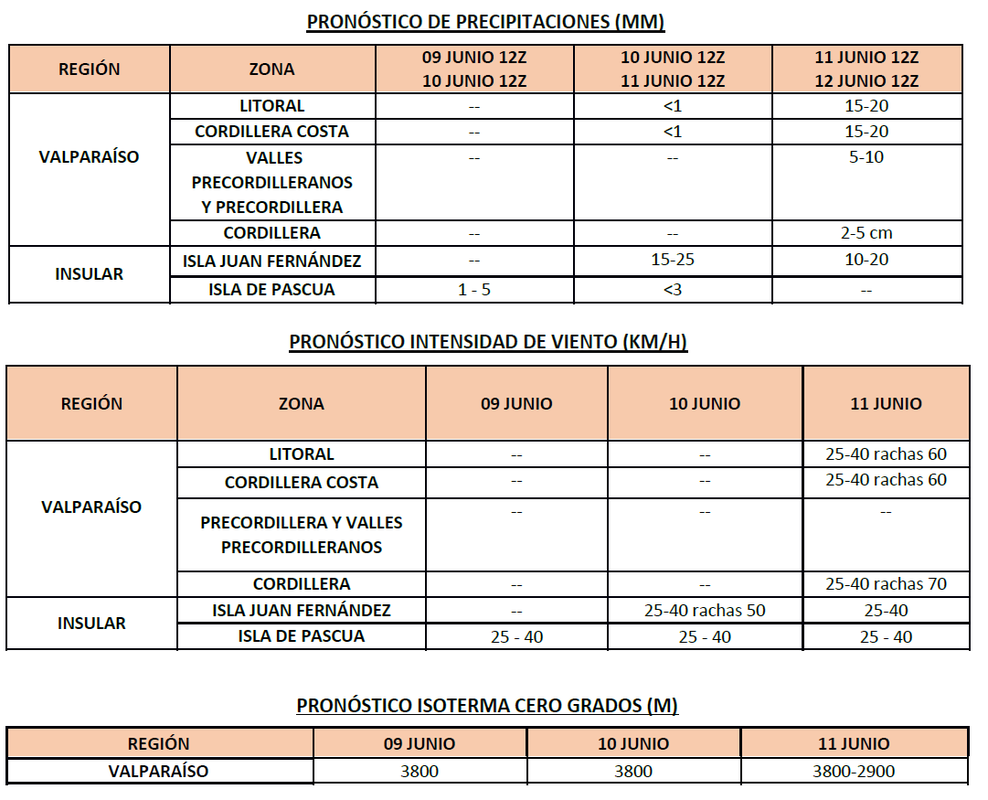 PRONÓSTICO DE PRECIPITACIONES (MM)
REGIÓN ZONA 09 JUNIO 12Z 10 JUNIO 12Z 11 JUNIO 12Z
10 JUNIO 12Z 11 JUNIO 12Z 12 JUNIO 12Z
VALPARAÍSO
LITORAL -- <1 15-20
CORDILLERA COSTA -- <1 15-20
VALLES -- -- 5-10
PRECORDILLERANOS
Y PRECORDILLERA
CORDILLERA -- -- 2-5 cm
INSULAR
ISLA JUAN FERNÁNDEZ -- 15-25 10-20
ISLA DE PASCUA 1 - 5 <3 --
PRONÓSTICO INTENSIDAD DE VIENTO (KM/H)
REGIÓN ZONA 09 JUNIO 10 JUNIO 11 JUNIO
VALPARAÍSO
LITORAL -- -- 25-40 rachas 60
CORDILLERA COSTA -- -- 25-40 rachas 60
PRECORDILLERA Y VALLES -- -- --
PRECORDILLERANOS
CORDILLERA -- -- 25-40 rachas 70
INSULAR
ISLA JUAN FERNÁNDEZ -- 25-40 rachas 50 25-40
ISLA DE PASCUA 25 - 40 25 - 40 25 - 40
PRONÓSTICO ISOTERMA CERO GRADOS (M)
REGIÓN 09 JUNIO 10 JUNIO 11 JUNIO
VALPARAÍSO 3800 3800 3800-2900